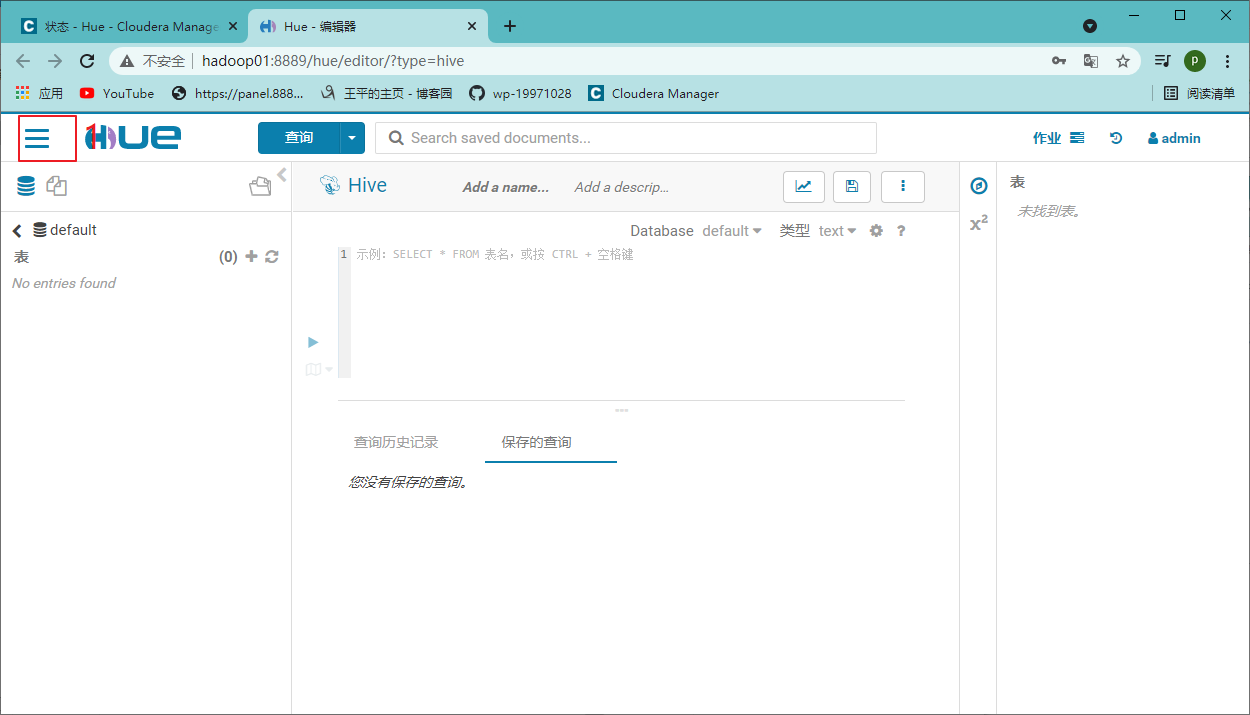 状态 - Hue - Cloudera Manage
Hue - 编辑器
不安全 hadoop01:8889/hue/editor/?type=hive
P
应用 YouTube https://panel.888... 王平的主页 - 博客园 wp-19971028 Cloudera Manager 阅读清单
1
HUE 查询 Search saved documents... 作业 admin
Hive Add a name... Add a descrip... 表
未找到表。
default Database default 类型 text ?
x²
表 (0)
1 示例: SELECT * FROM 表名，或按 CTRL + 空格键
No entries found
查询历史记录 保存的查询
您没有保存的查询。